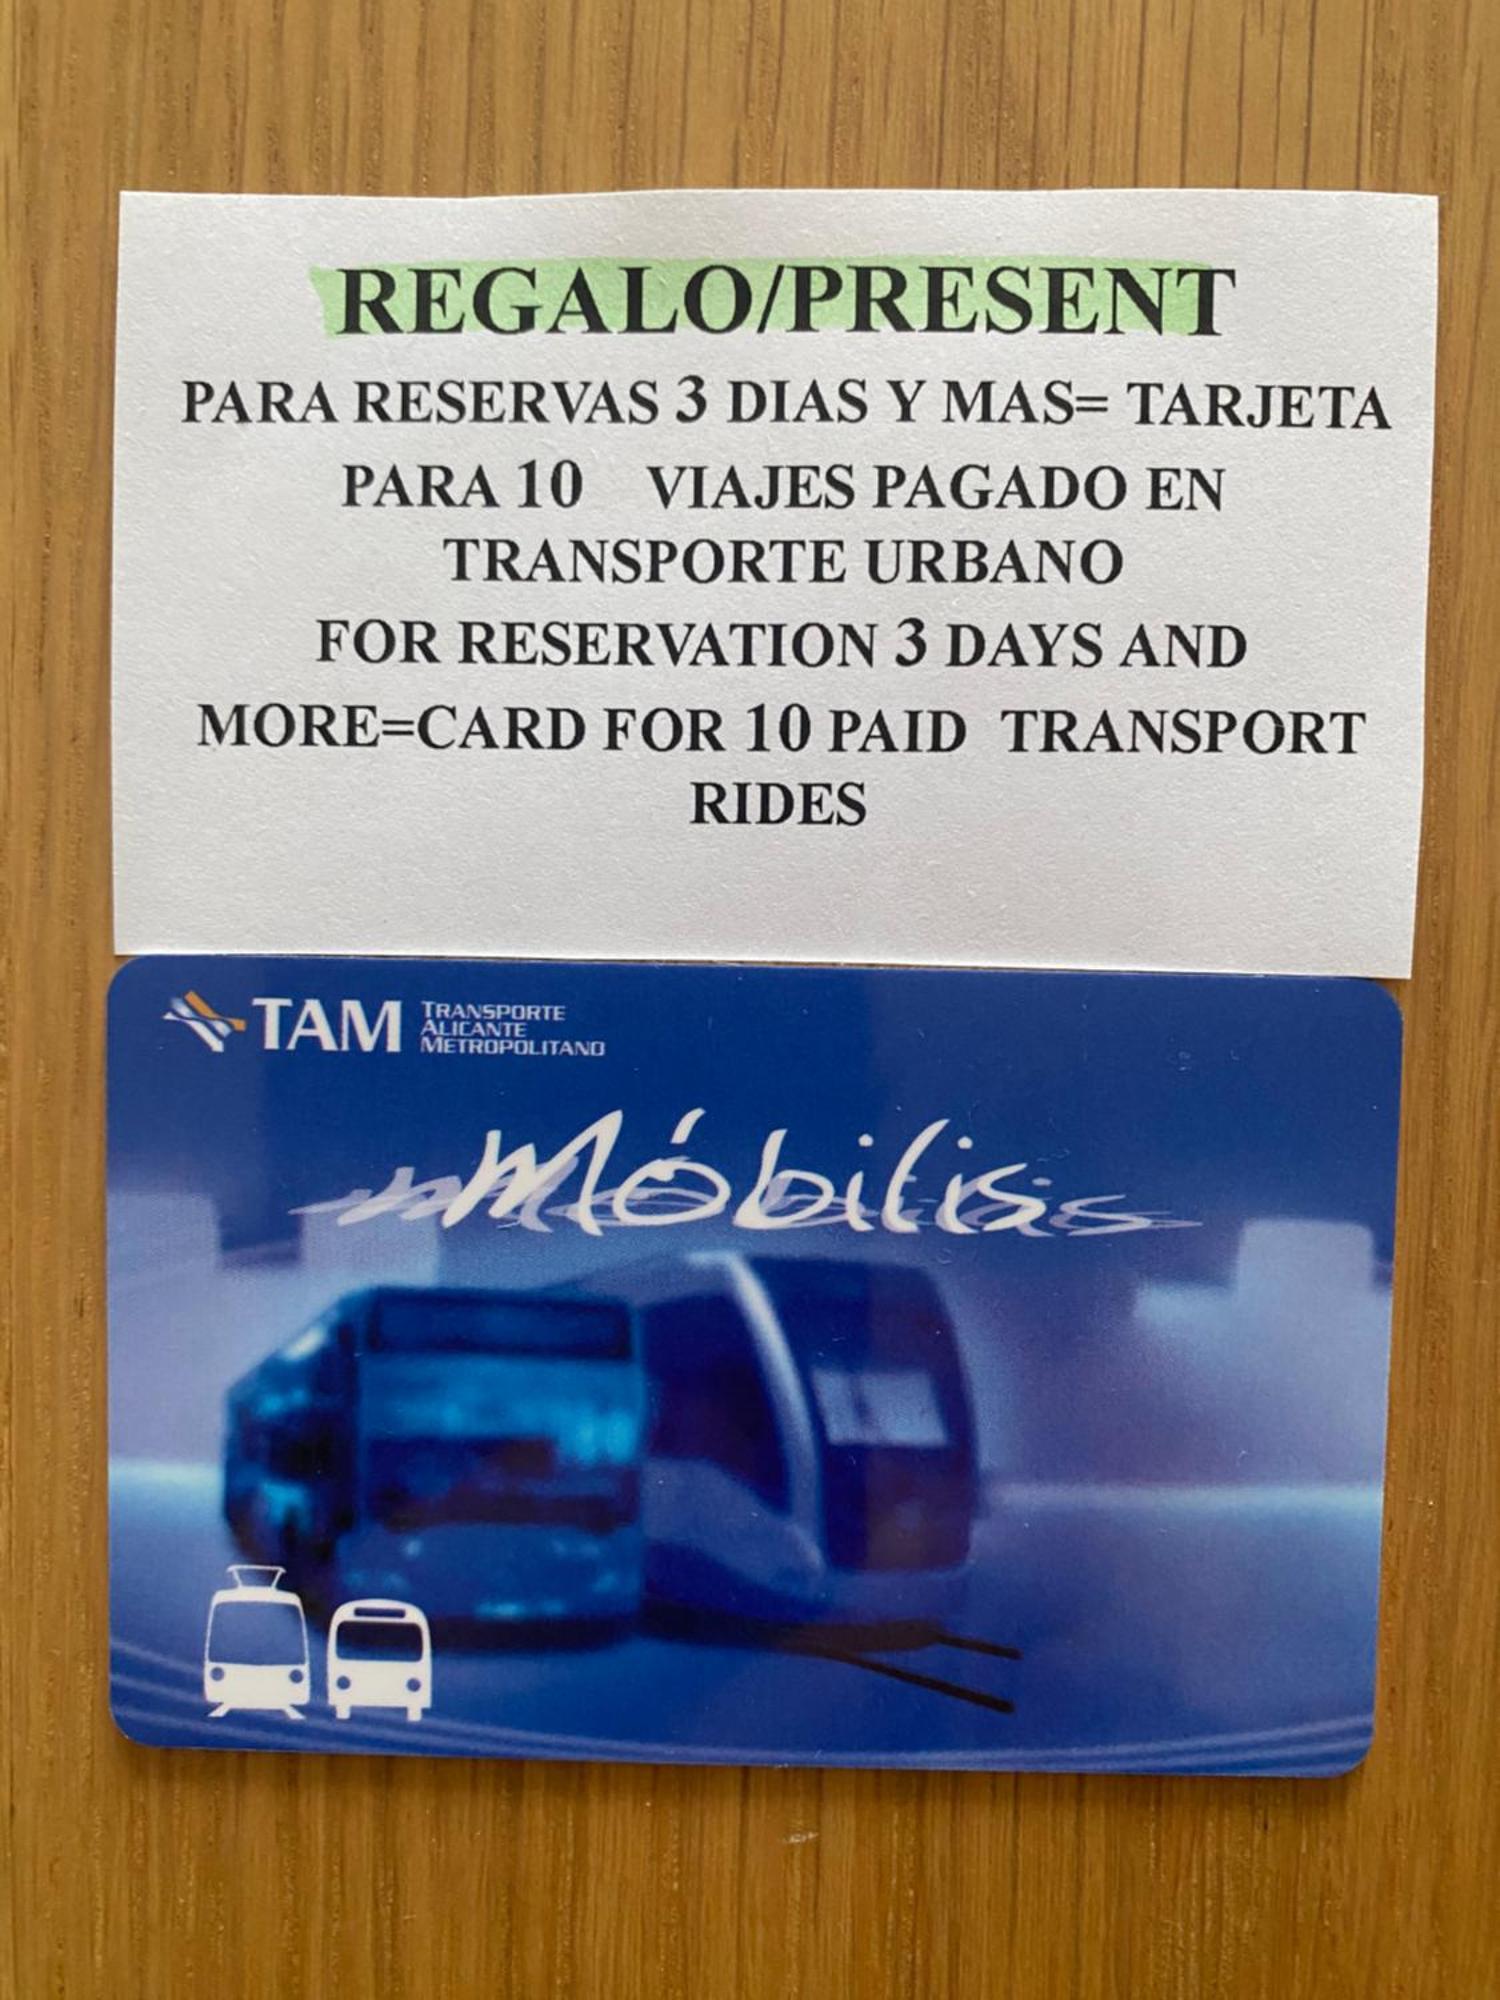 REGALO/PRESENT
PARA RESERVAS 3 DIAS Y MAS= TARJETA
PARA 10 VIAJES PAGADO EN
TRANSPORTE URBANO
FOR RESERVATION 3 DAYS AND
MORE=CARD FOR 10 PAID TRANSPORT
RIDES
TAM
TRANSPORTE
ALICANTE
METROPOLITANO
Móbilis